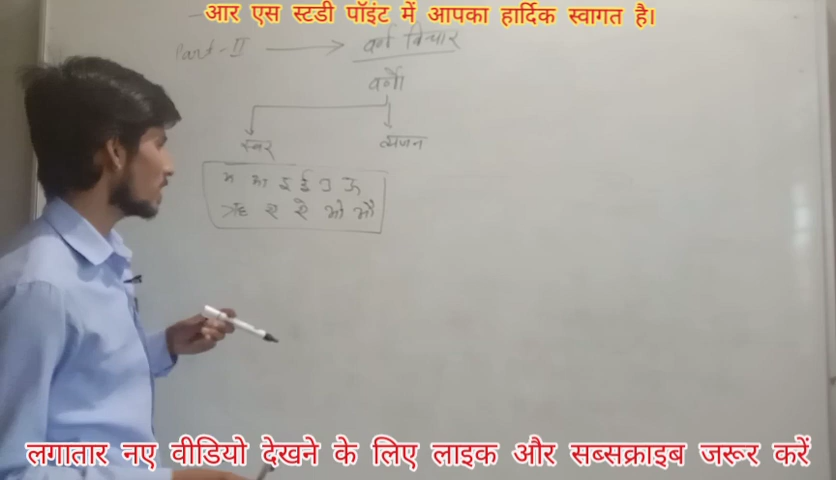 आर एस स्टडी पॉइंट में आपका हार्दिक स्वागत है।
Part-II → वर्ण विचार
वर्णों
स्वर व्यंजन
अ आ इ ई उ ऊ
ऋ ए ऐ ओ औ
लगातार नए वीडियो देखने के लिए लाइक और सब्सक्राइब जरूर करें